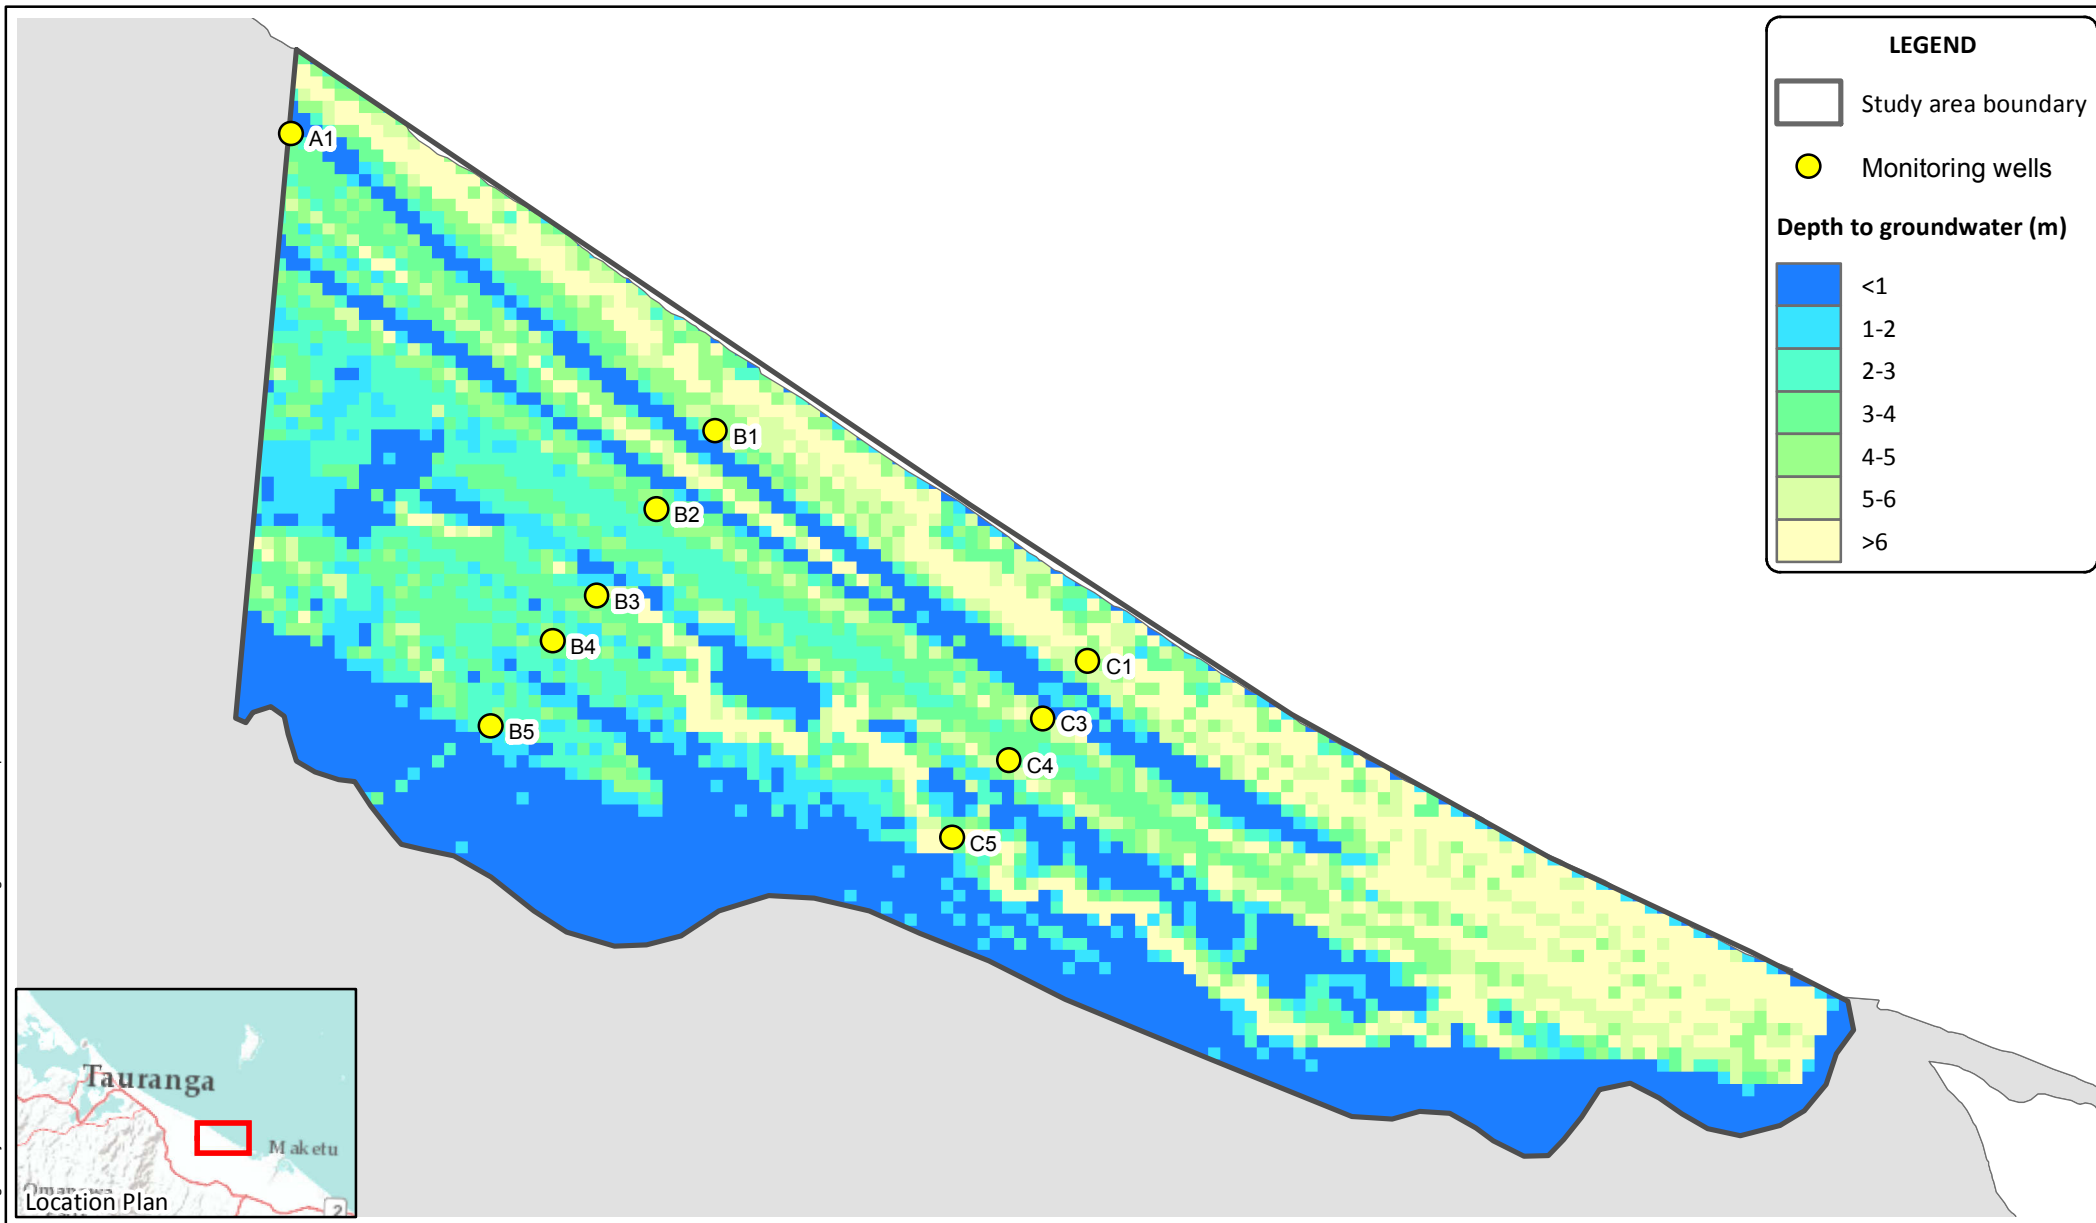 LEGEND
Study area boundary
Monitoring wells
Depth to groundwater (m)
<1
1-2
2-3
3-4
4-5
5-6
>6
A1
B1
B2
B3
B4
B5
C1
C3
C4
C5
Tauranga
Maketu
Location Plan
2